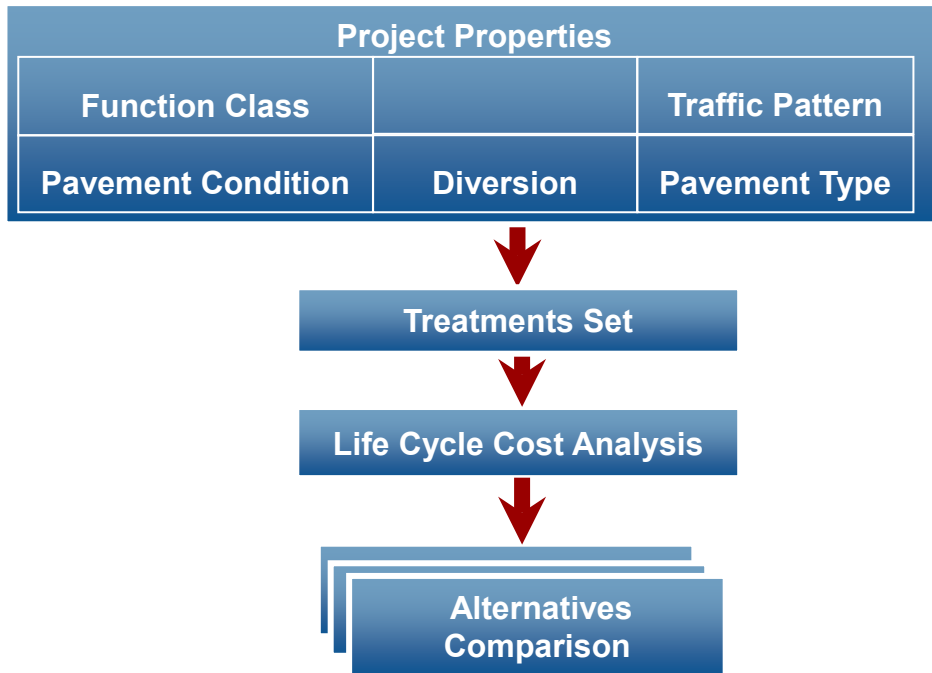 Project Properties
Function Class
Traffic Pattern
Pavement Condition
Diversion
Pavement Type
Treatments Set
Life Cycle Cost Analysis
Alternatives
Comparison